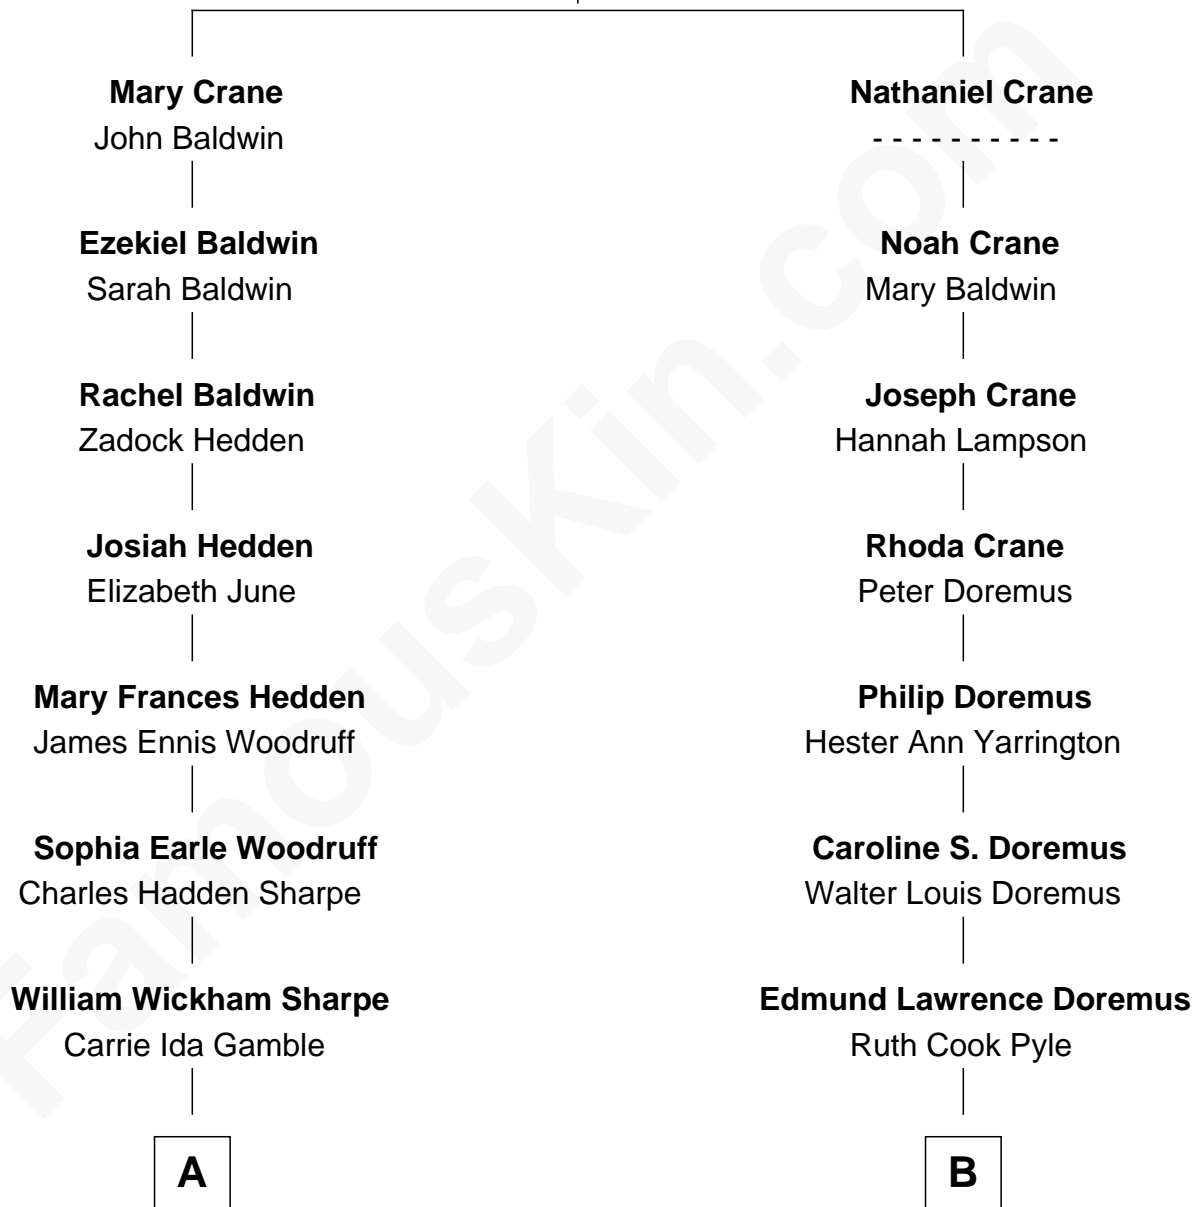 Mary Crane
John Baldwin
Nathaniel Crane
- - - - - - - - - -
Ezekiel Baldwin
Sarah Baldwin
Noah Crane
Mary Baldwin
Rachel Baldwin
Zadock Hedden
Joseph Crane
Hannah Lampson
Josiah Hedden
Elizabeth June
Rhoda Crane
Peter Doremus
Mary Frances Hedden
James Ennis Woodruff
Philip Doremus
Hester Ann Yarrington
Sophia Earle Woodruff
Charles Hadden Sharpe
Caroline S. Doremus
Walter Louis Doremus
William Wickham Sharpe
Carrie Ida Gamble
Edmund Lawrence Doremus
Ruth Cook Pyle
A
B
FamousKin.com